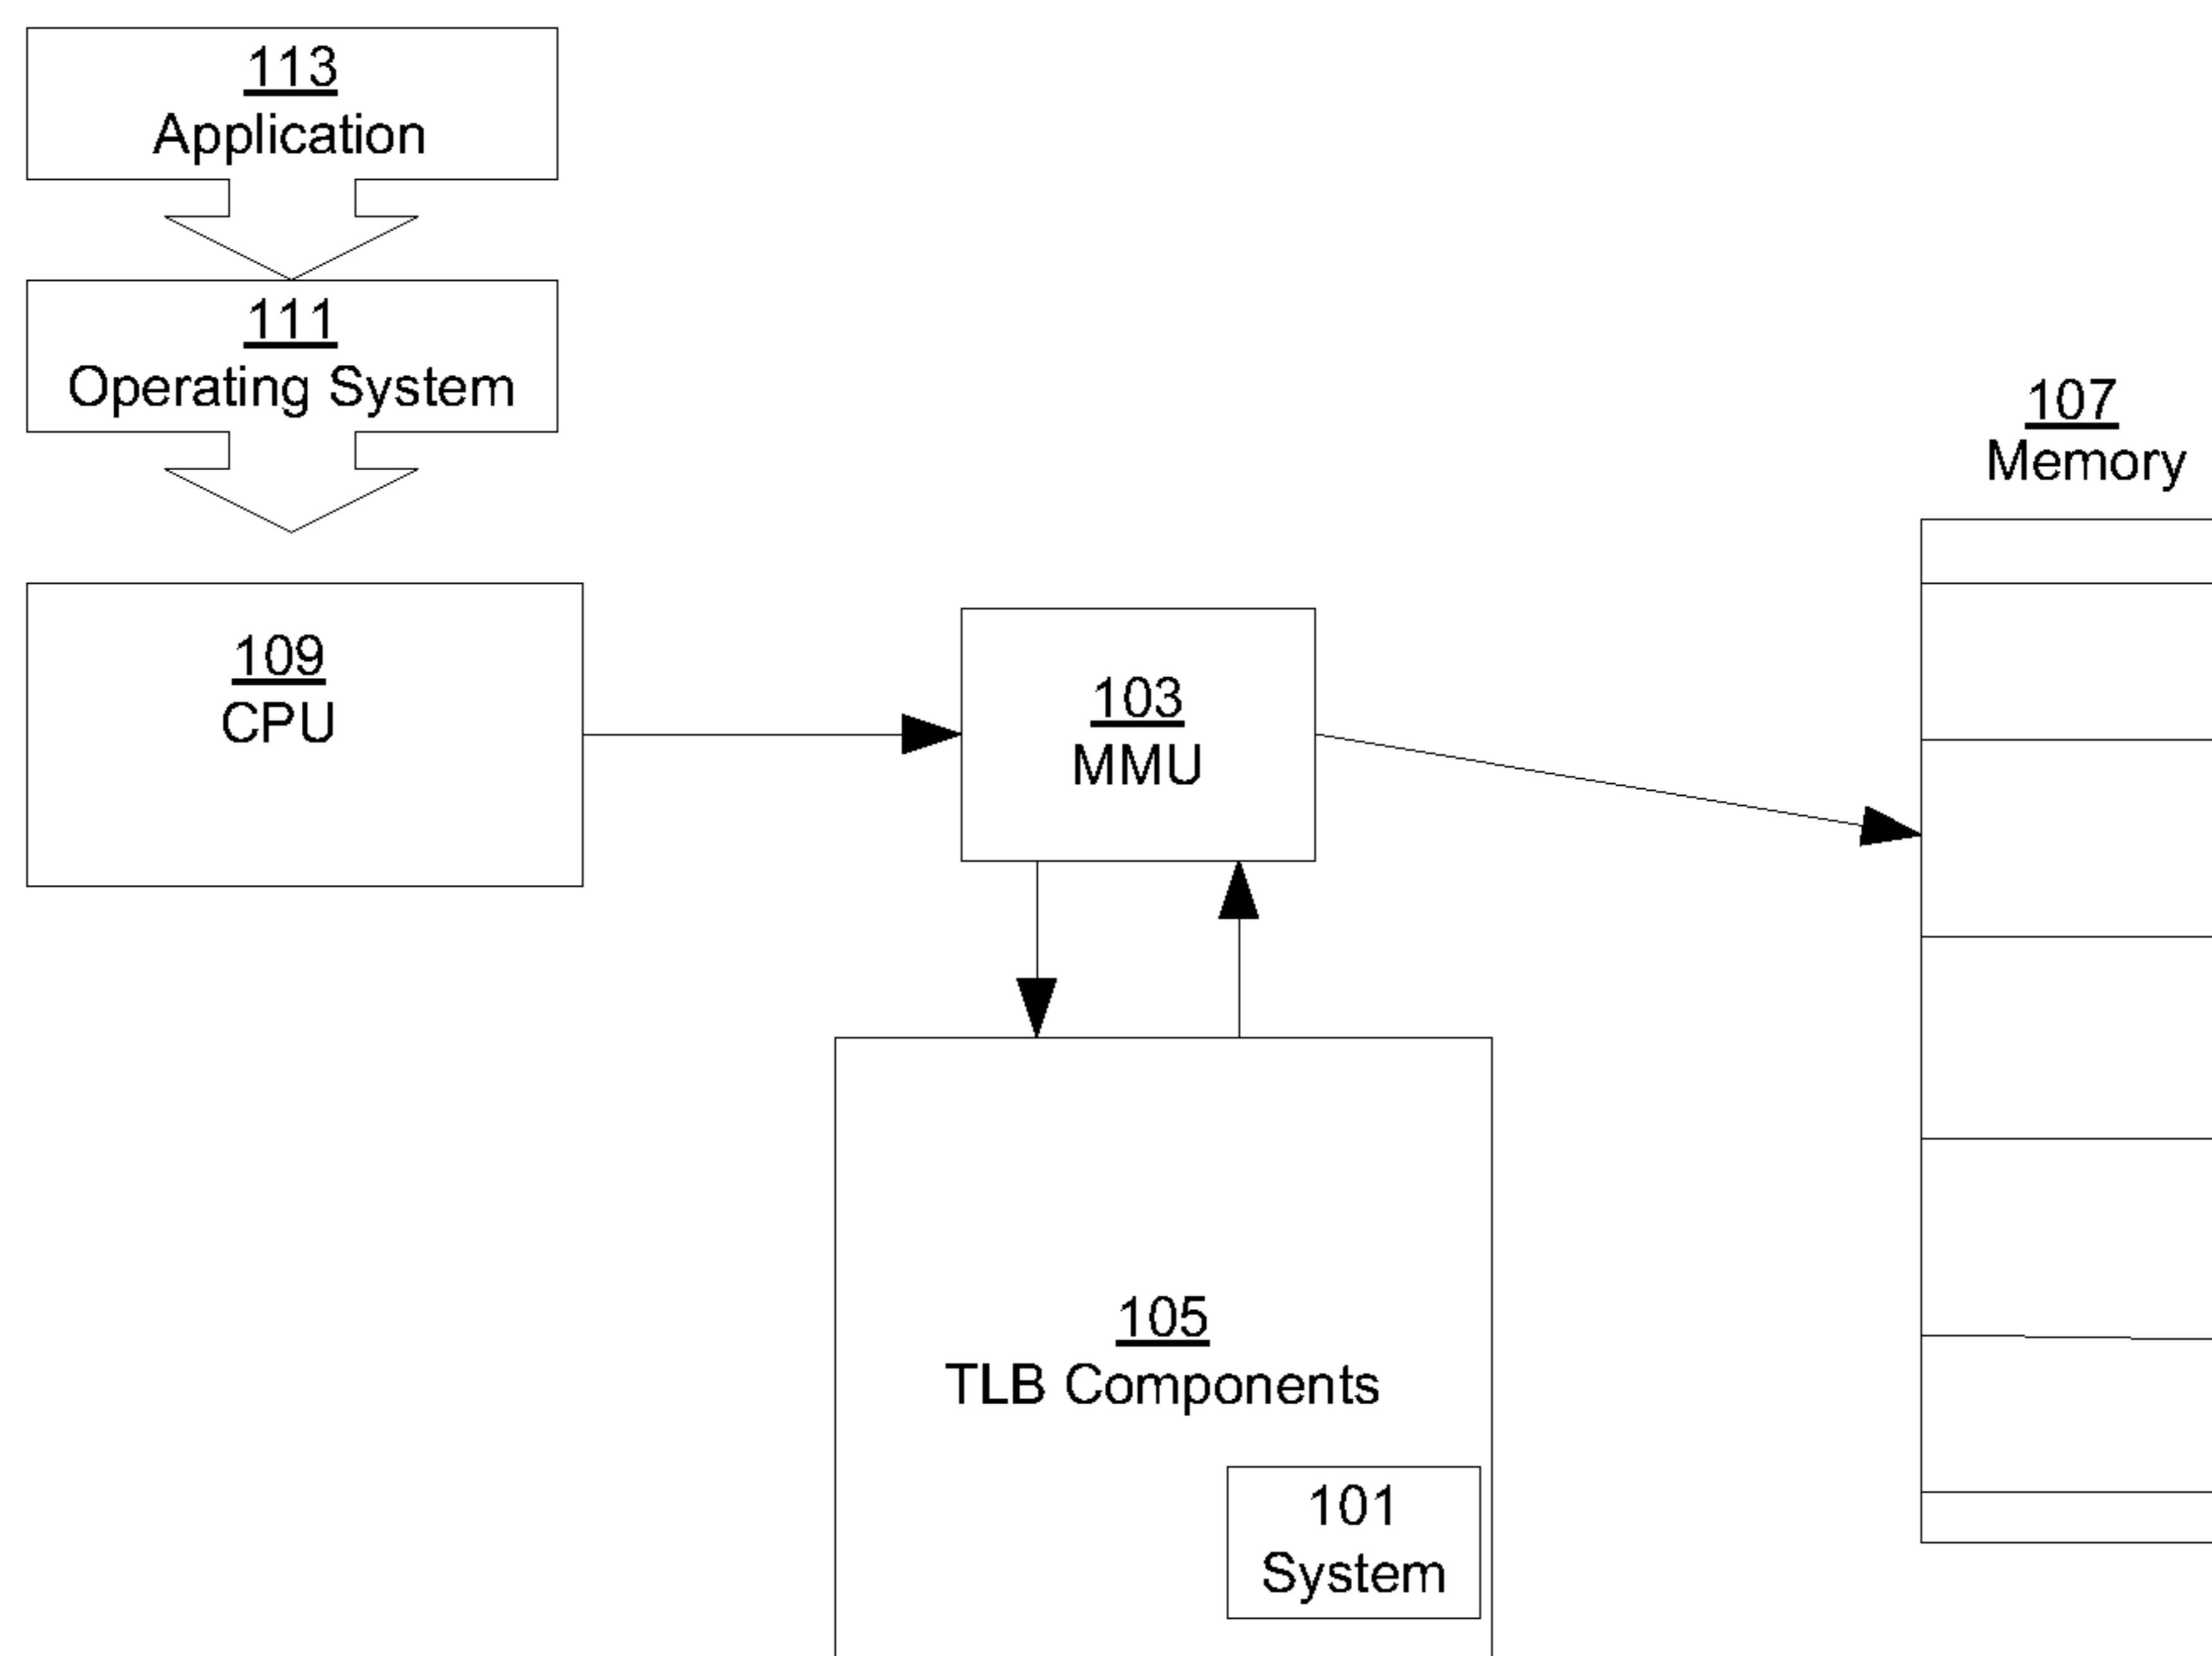 113
Application
111
Operating System
107
Memory
109
CPU
103
MMU
105
TLB Components
101
System